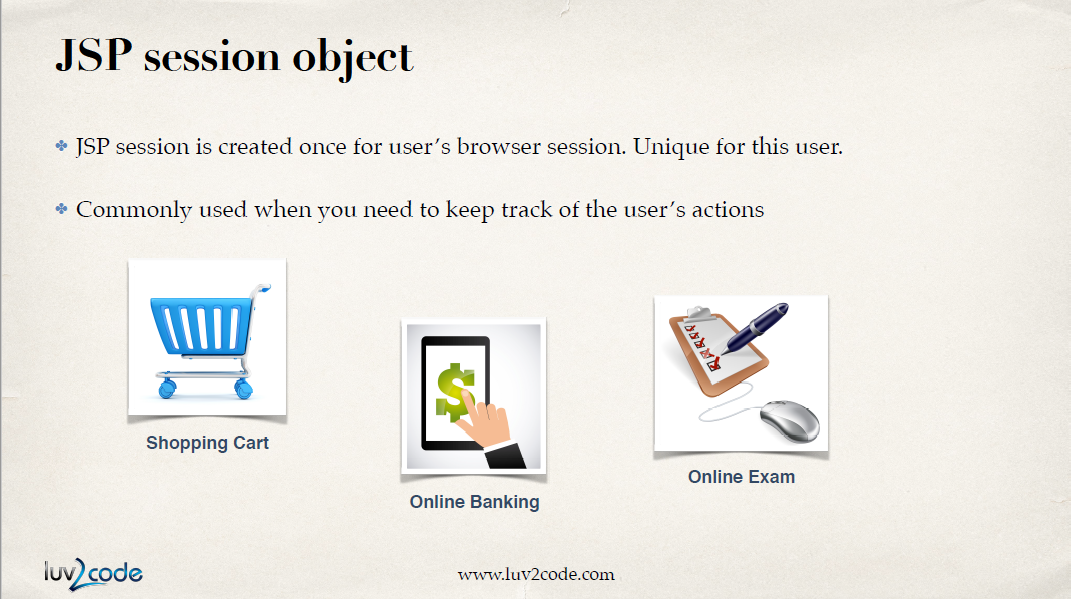 JSP session object
JSP session is created once for user's browser session. Unique for this user.
Commonly used when you need to keep track of the user's actions
Shopping Cart
$
Online Banking
Online Exam
luv2code
www.luv2code.com